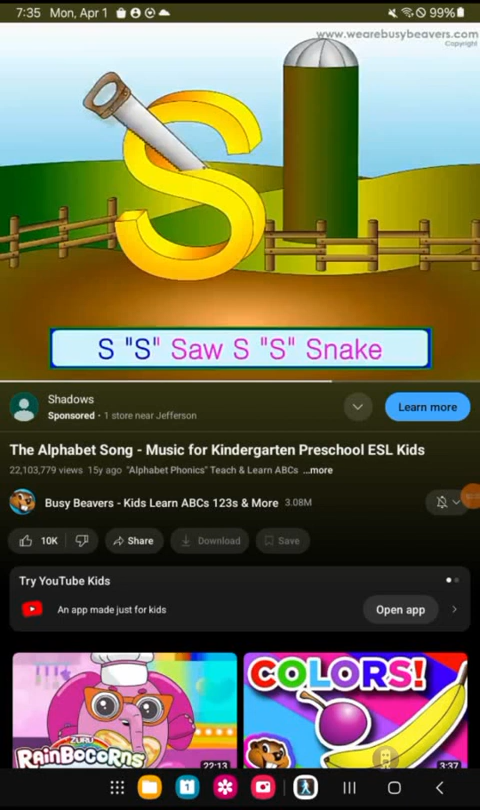 7:35 Mon, Apr 1 99%
www.wearebusybeavers.com
Copyright
S
S "S" Saw S "S" Snake
Shadows
Sponsored · 1 store near Jefferson
Learn more
The Alphabet Song - Music for Kindergarten Preschool ESL Kids
22,103,779 views 15y ago "Alphabet Phonics" Teach & Learn ABCs ...more
Busy Beavers - Kids Learn ABCs 123s & More 3.08M
10K Share Download Save
Try YouTube Kids
An app made just for kids Open app
COLORS!
ZURU
RainBocoRns
22:13 3:37
1